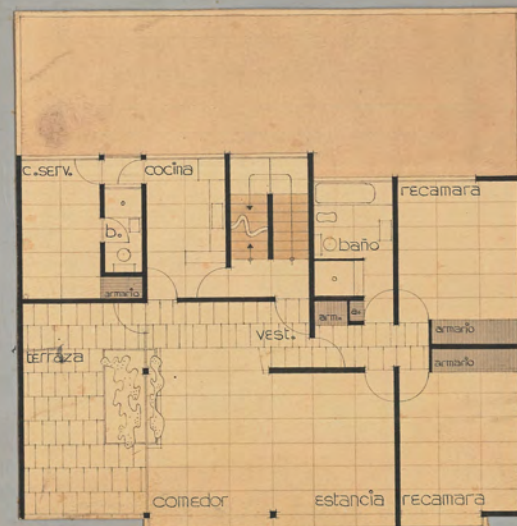 c.serv.
cocina
recamara
b.
baño
armario
arm.
a.
vest.
armario
terraza
armario
comedor
estancia
recamara